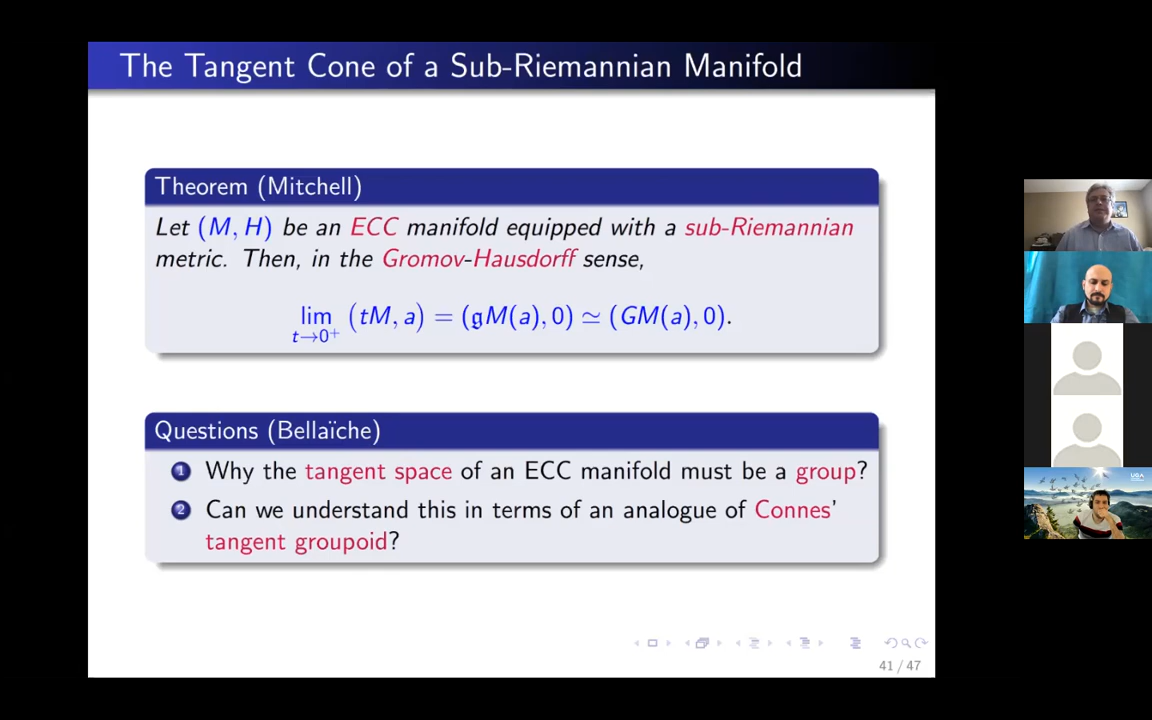 The Tangent Cone of a Sub-Riemannian Manifold
Theorem (Mitchell)
Let (M, H) be an ECC manifold equipped with a sub-Riemannian
metric. Then, in the Gromov-Hausdorff sense,
lim t→0⁺ (tM, a) = (𝔤M(a), 0) ≃ (GM(a), 0).
Questions (Bellaïche)
1 Why the tangent space of an ECC manifold must be a group?
2 Can we understand this in terms of an analogue of Connes'
tangent groupoid?
41 / 47
UGA